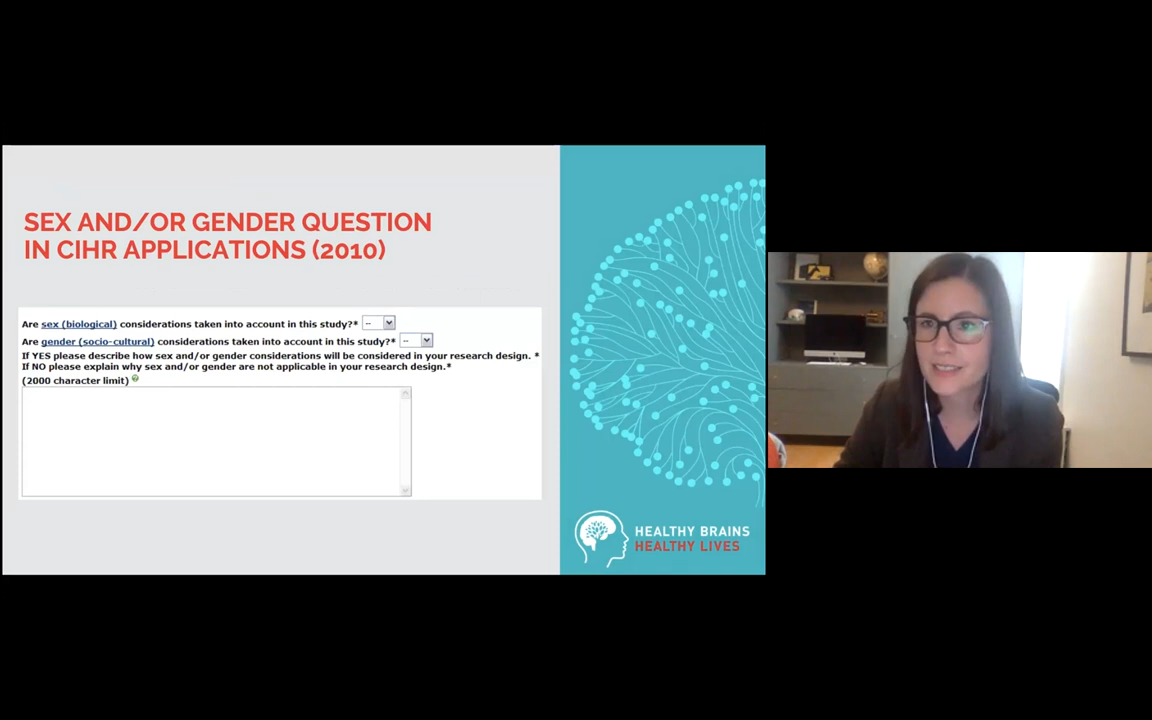 SEX AND/OR GENDER QUESTION
IN CIHR APPLICATIONS (2010)
Are sex (biological) considerations taken into account in this study?* --
Are gender (socio-cultural) considerations taken into account in this study?* --
If YES please describe how sex and/or gender considerations will be considered in your research design. *
If NO please explain why sex and/or gender are not applicable in your research design.*
(2000 character limit)
HEALTHY BRAINS
HEALTHY LIVES